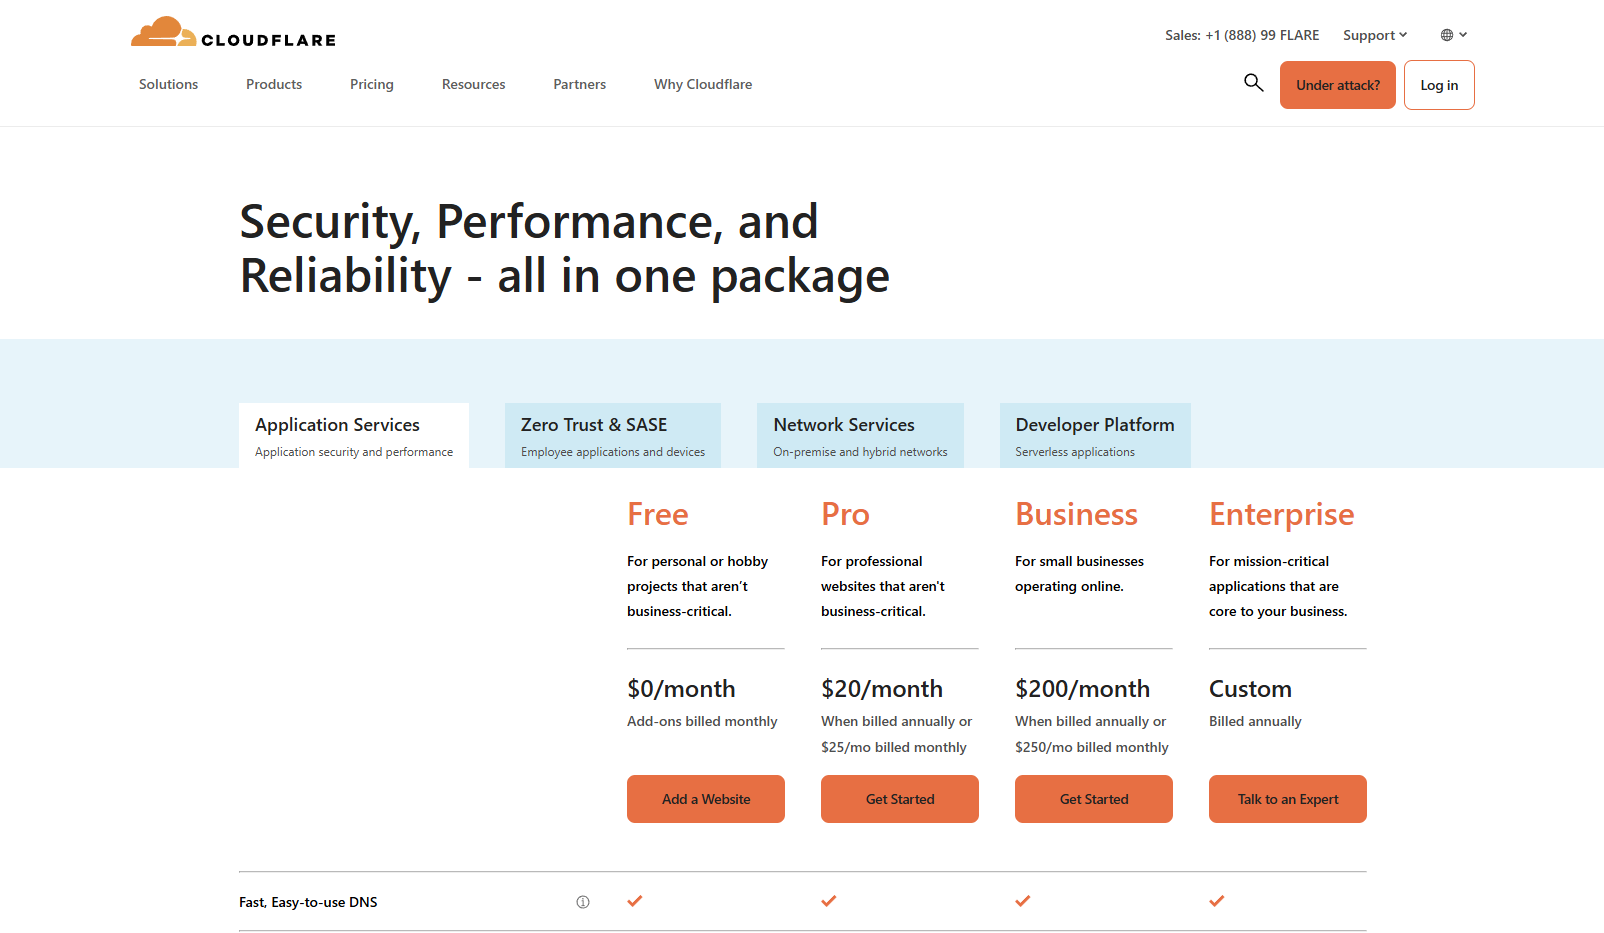 CLOUDFLARE
Sales: +1 (888) 99 FLARE
Support
Solutions
Products
Pricing
Resources
Partners
Why Cloudflare
Under attack?
Log in
Security, Performance, and
Reliability - all in one package
Application Services
Application security and performance
Zero Trust & SASE
Employee applications and devices
Network Services
On-premise and hybrid networks
Developer Platform
Serverless applications
Free
For personal or hobby
projects that aren’t
business-critical.
$0/month
Add-ons billed monthly
Add a Website
Pro
For professional
websites that aren't
business-critical.
$20/month
When billed annually or
$25/mo billed monthly
Get Started
Business
For small businesses
operating online.
$200/month
When billed annually or
$250/mo billed monthly
Get Started
Enterprise
For mission-critical
applications that are
core to your business.
Custom
Billed annually
Talk to an Expert
Fast, Easy-to-use DNS